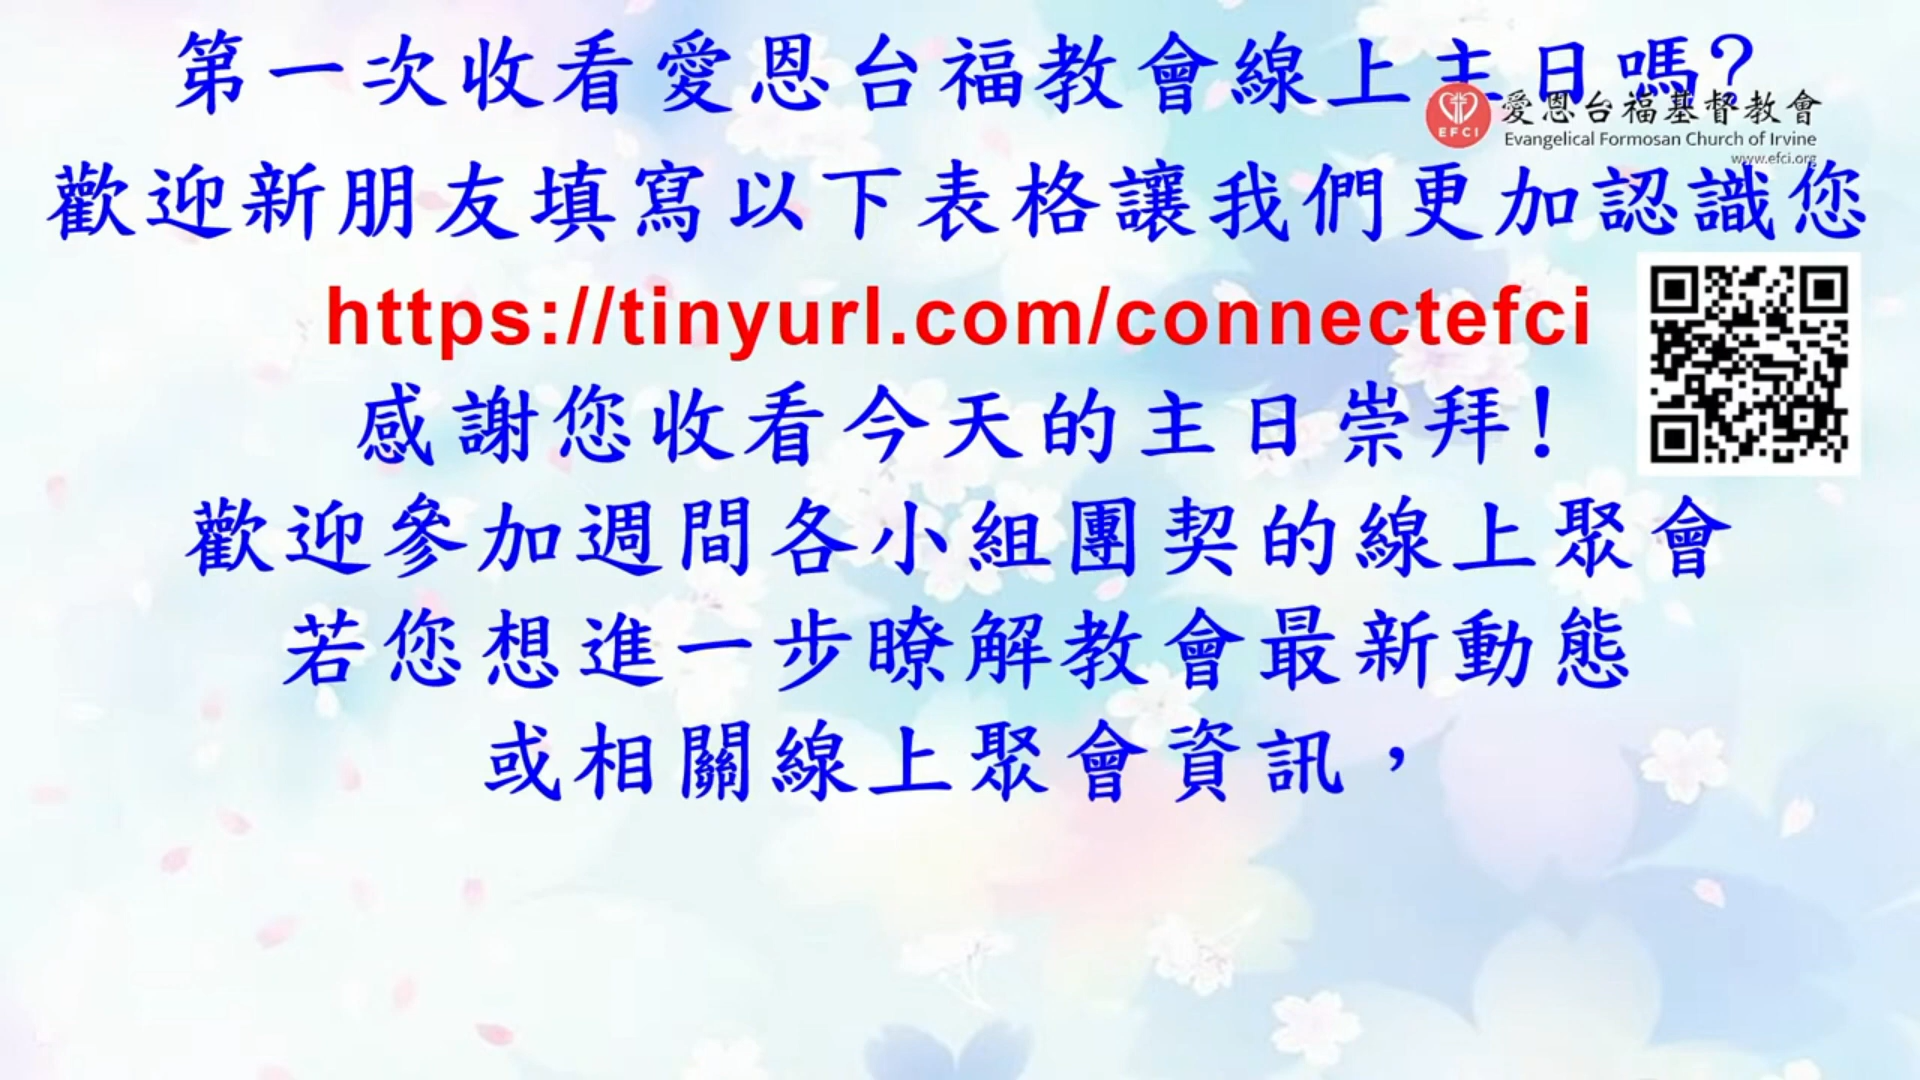 第一次收看愛恩台福教會線上主日嗎?
EFCI
愛恩台福基督教會
Evangelical Formosan Church of Irvine
www.efci.org
歡迎新朋友填寫以下表格讓我們更加認識您
https://tinyurl.com/connectefci
感謝您收看今天的主日崇拜!
歡迎參加週間各小組團契的線上聚會
若您想進一步瞭解教會最新動態
或相關線上聚會資訊，